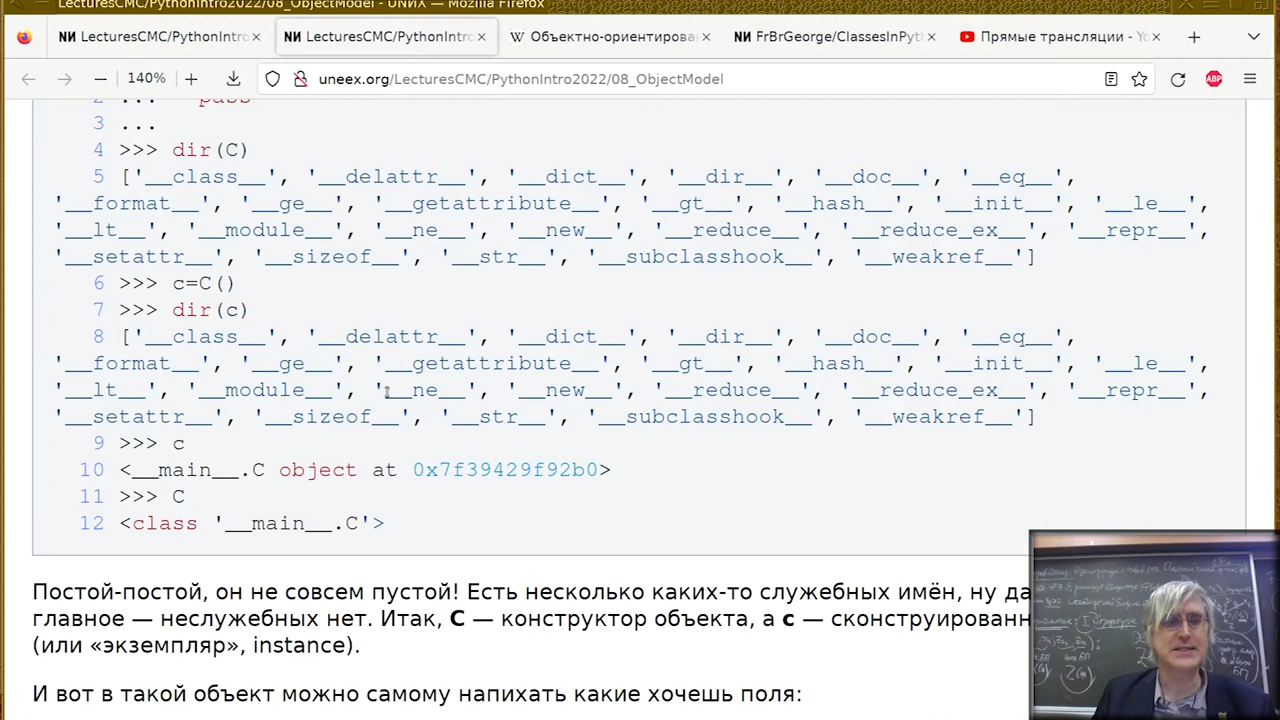 LecturesCMC/PythonIntro2022/08_ObjectModel - UNИX — Mozilla Firefox
LecturesCMC/PythonIntro
LecturesCMC/PythonIntro
Объектно-ориентирова
FrBrGeorge/ClassesInPyth
Прямые трансляции - Yo
140%
uneex.org/LecturesCMC/PythonIntro2022/08_ObjectModel
2 ... pass
3 ...
4 >>> dir(C)
5 ['__class__', '__delattr__', '__dict__', '__dir__', '__doc__', '__eq__',
'__format__', '__ge__', '__getattribute__', '__gt__', '__hash__', '__init__', '__le__',
'__lt__', '__module__', '__ne__', '__new__', '__reduce__', '__reduce_ex__', '__repr__',
'__setattr__', '__sizeof__', '__str__', '__subclasshook__', '__weakref__']
6 >>> c=C()
7 >>> dir(c)
8 ['__class__', '__delattr__', '__dict__', '__dir__', '__doc__', '__eq__',
'__format__', '__ge__', '__getattribute__', '__gt__', '__hash__', '__init__', '__le__',
'__lt__', '__module__', '__ne__', '__new__', '__reduce__', '__reduce_ex__', '__repr__',
'__setattr__', '__sizeof__', '__str__', '__subclasshook__', '__weakref__']
9 >>> c
10 <__main__.C object at 0x7f39429f92b0>
11 >>> C
12 <class '__main__.C'>
Постой-постой, он не совсем пустой! Есть несколько каких-то служебных имён, ну да
главное — неслужебных нет. Итак, C — конструктор объекта, а c — сконструированн
(или «экземпляр», instance).
И вот в такой объект можно самому напихать какие хочешь поля: